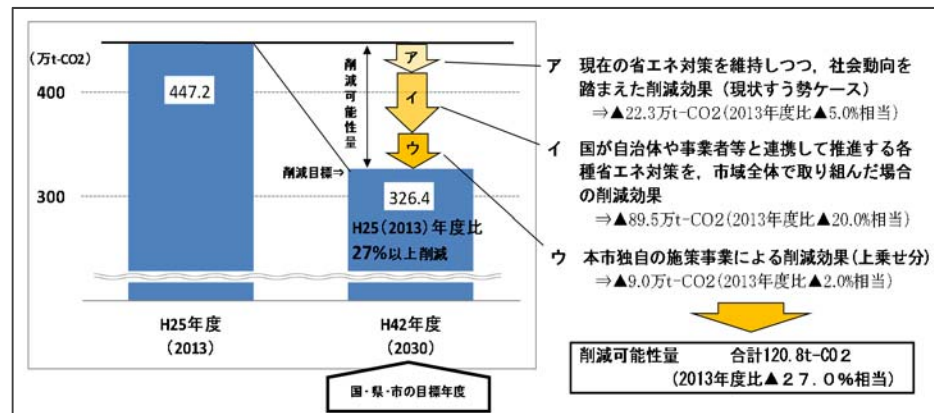 (万t-CO2)
400
300
447.2
削減可能性量
ア
イ
ウ
削減目標⇒
326.4
H25(2013)年度比
27%以上削減
H25年度
(2013)
H42年度
(2030)
国・県・市の目標年度
ア 現在の省エネ対策を維持しつつ，社会動向を
踏まえた削減効果（現状すう勢ケース）
⇒▲22.3万t-CO2(2013年度比▲5.0%相当)
イ 国が自治体や事業者等と連携して推進する各
種省エネ対策を，市域全体で取り組んだ場合
の削減効果
⇒▲89.5万t-CO2(2013年度比▲20.0%相当)
ウ 本市独自の施策事業による削減効果(上乗せ分)
⇒▲9.0万t-CO2(2013年度比▲2.0%相当)
削減可能性量 合計120.8t-CO2
(2013年度比▲27.0%相当)